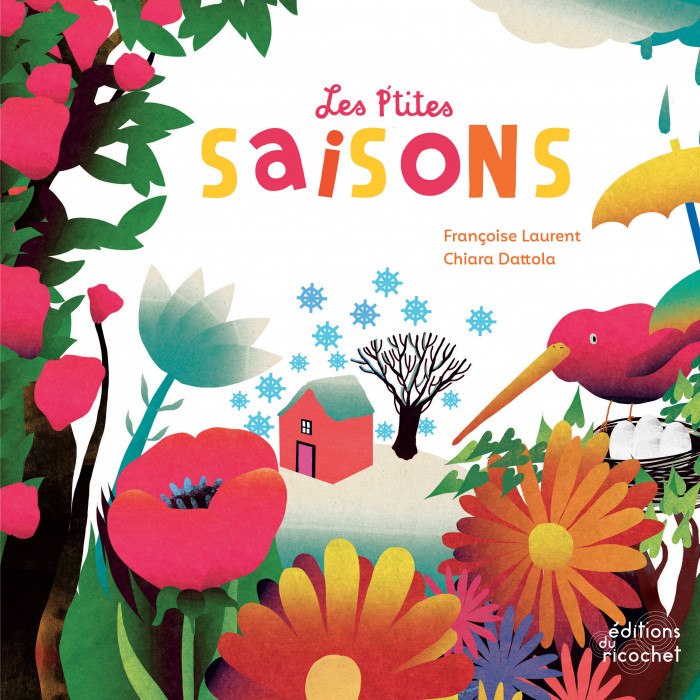 Les P'tites
SaiSONS
Françoise Laurent
Chiara Dattola
éditions
du
ricochet